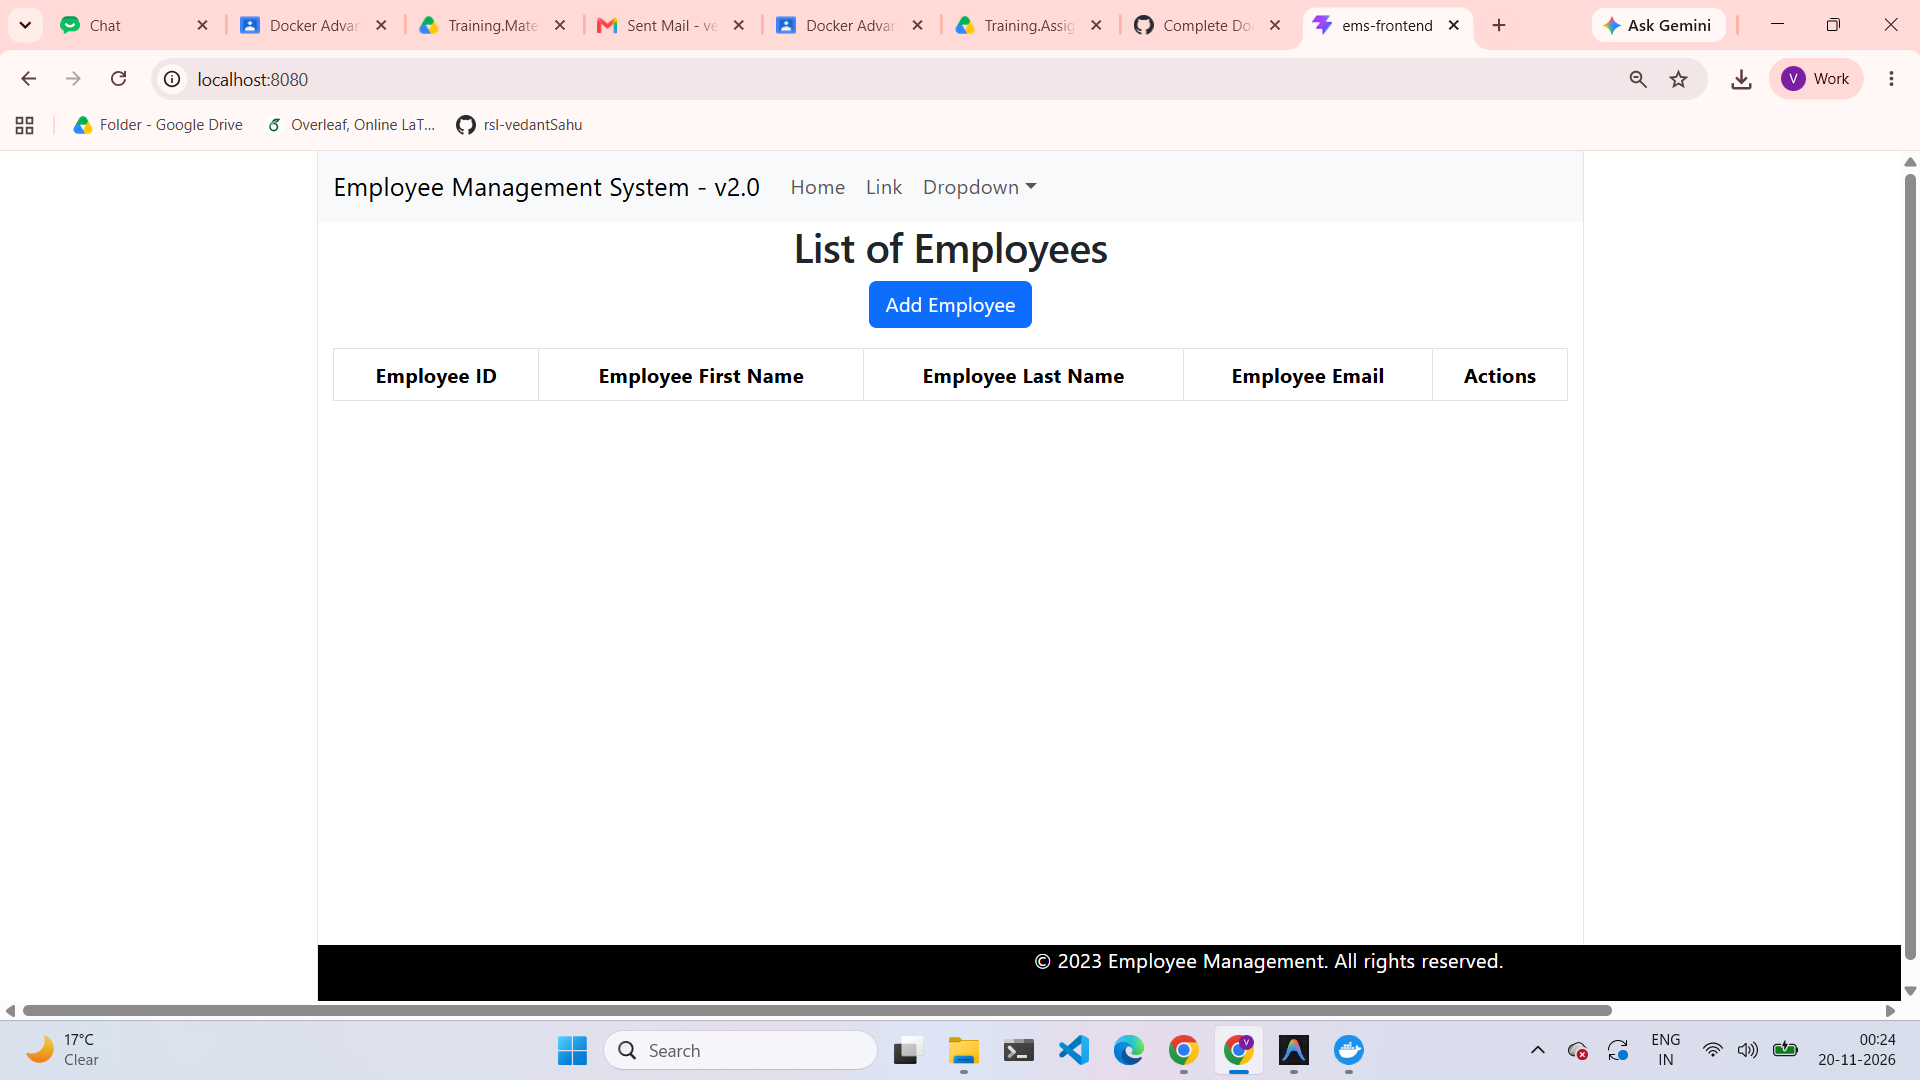 Chat
Docker Advan
Training.Mate
Sent Mail - ve
Docker Advan
Training.Assig
Complete Doc
ems-frontend
Ask Gemini
localhost:8080
V
Work
Folder - Google Drive
Overleaf, Online LaT...
rsl-vedantSahu
Employee Management System - v2.0
Home
Link
Dropdown
List of Employees
Add Employee
Employee ID
Employee First Name
Employee Last Name
Employee Email
Actions
© 2023 Employee Management. All rights reserved.
17°C
Clear
Search
V
ENG
IN
00:24
20-11-2026